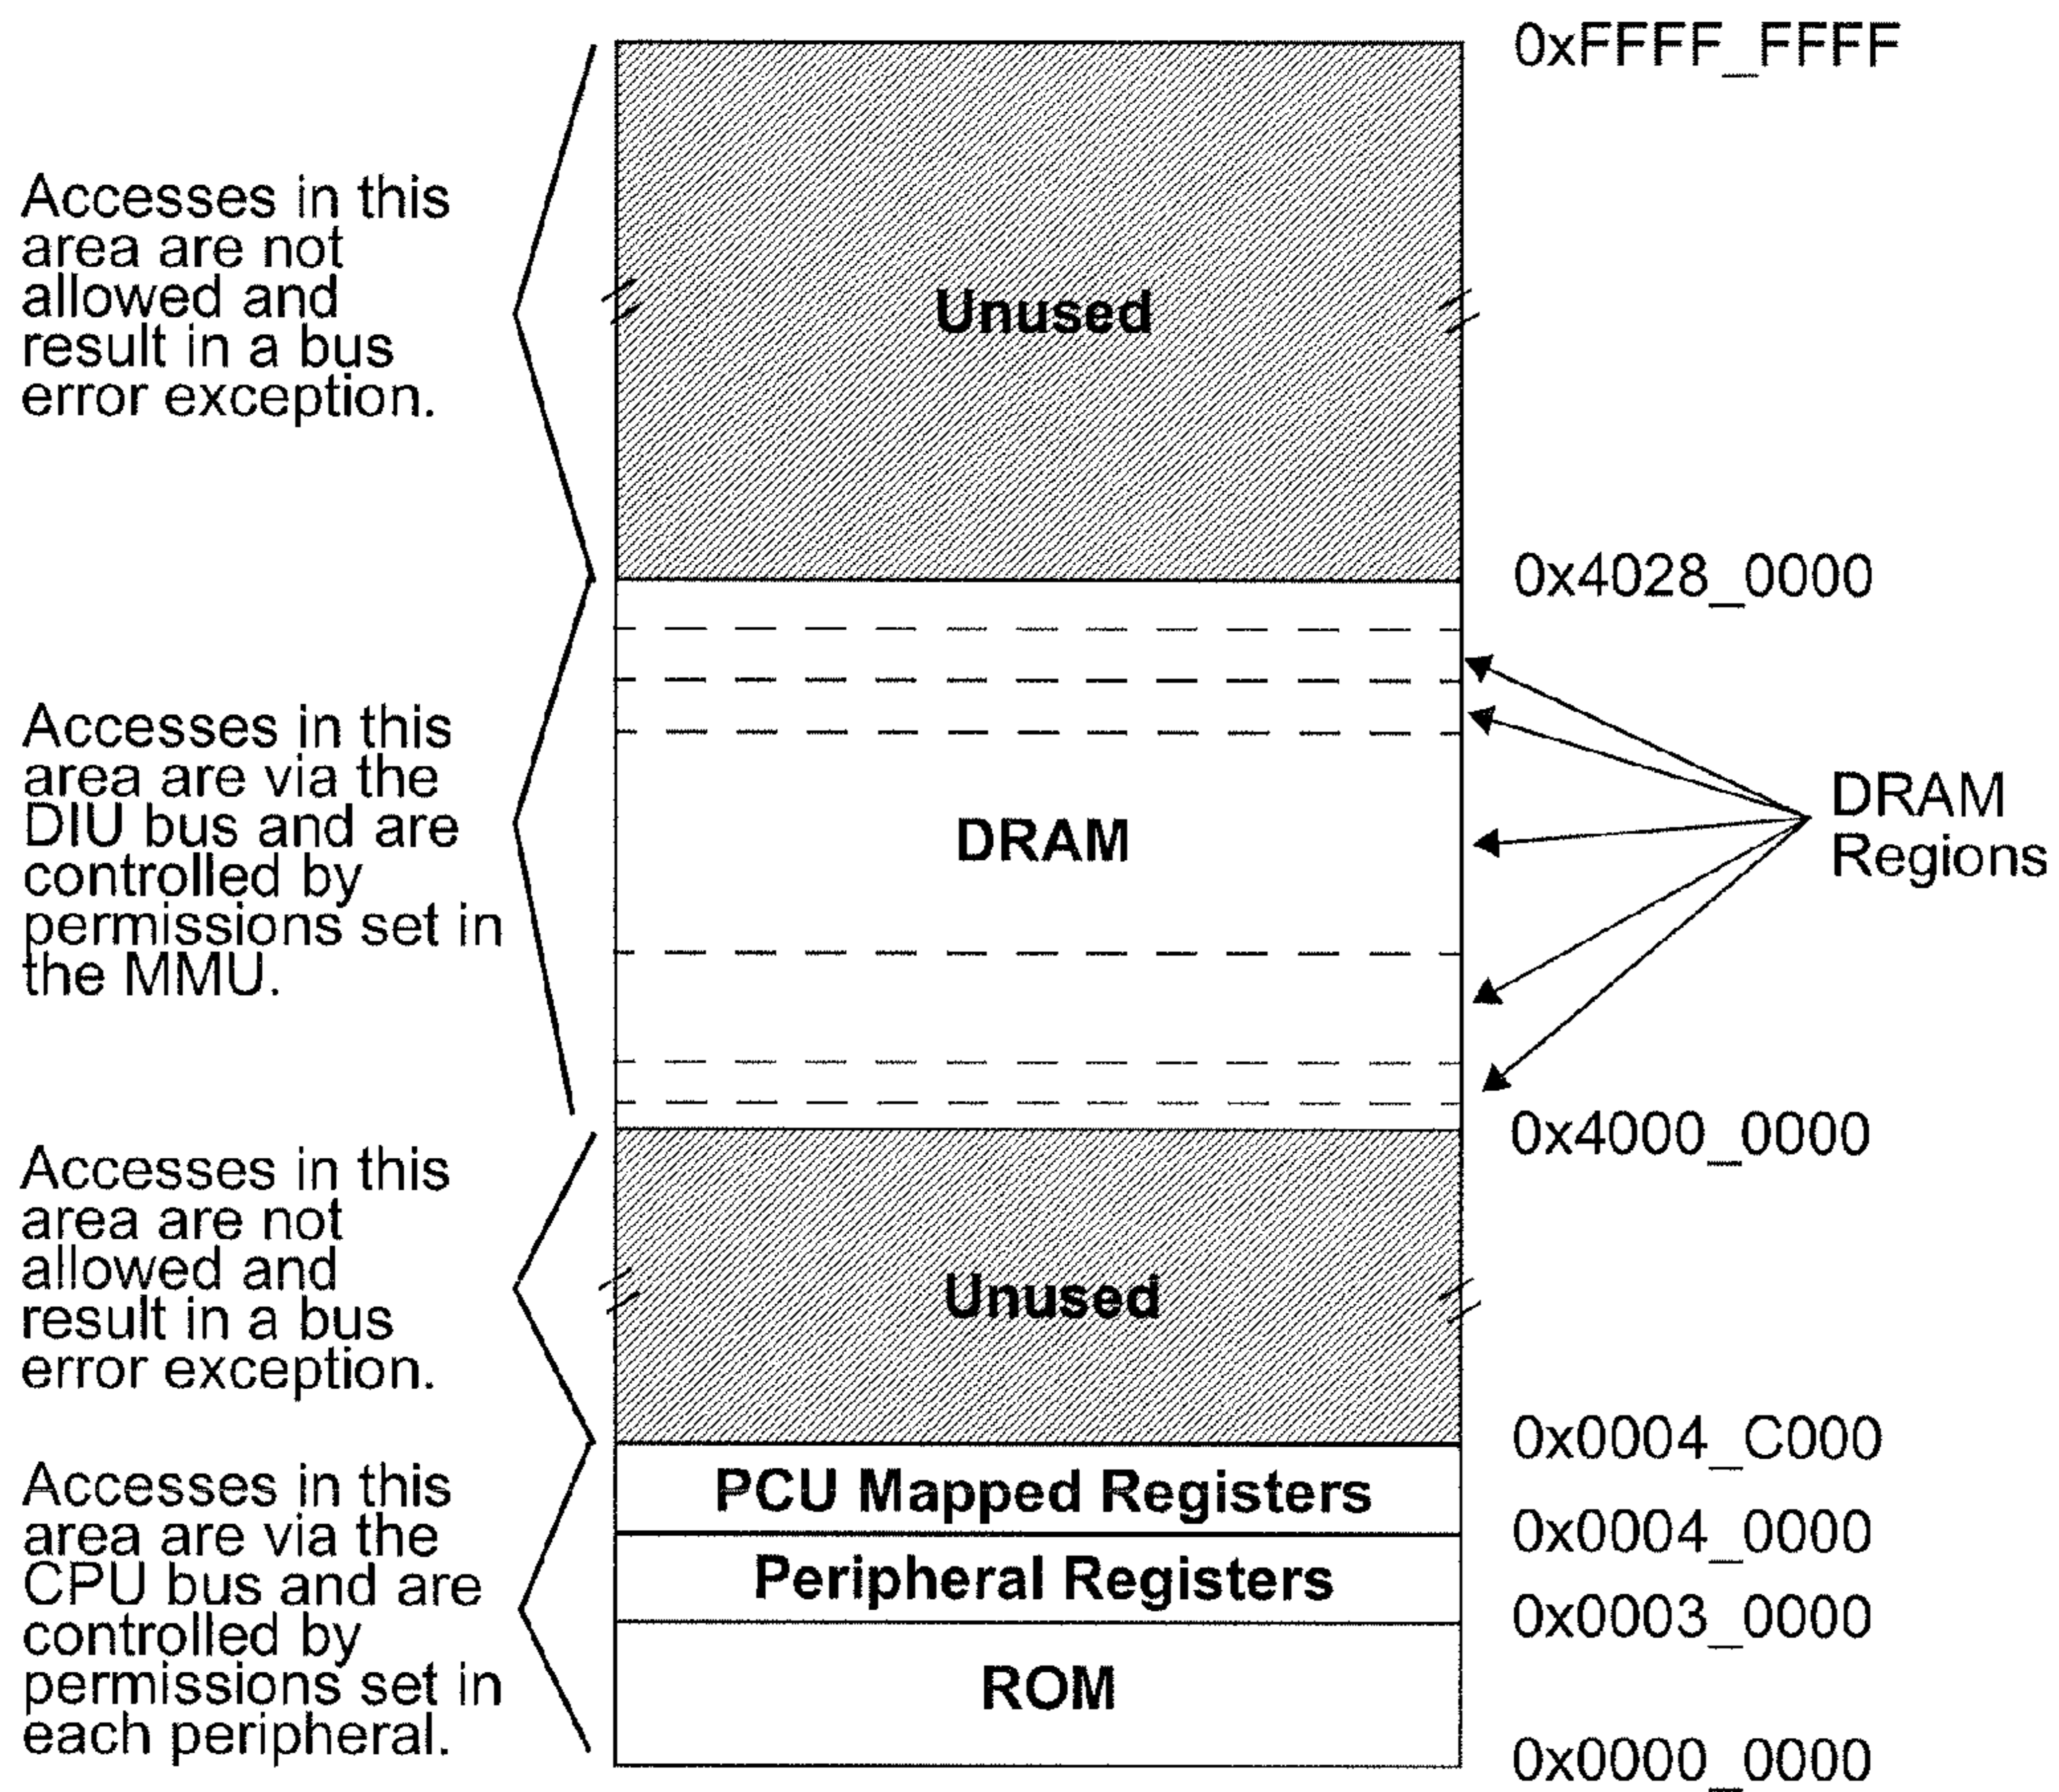 0xFFFF_FFFF
Accesses in this
area are not
allowed and
result in a bus
error exception.
Unused
0x4028_0000
Accesses in this
area are via the
DIU bus and are
controlled by
permissions set in
the MMU.
DRAM
DRAM
Regions
0x4000_0000
Accesses in this
area are not
allowed and
result in a bus
error exception.
Unused
0x0004_C000
Accesses in this
area are via the
CPU bus and are
controlled by
permissions set in
each peripheral.
PCU Mapped Registers
0x0004_0000
Peripheral Registers
0x0003_0000
ROM
0x0000_0000